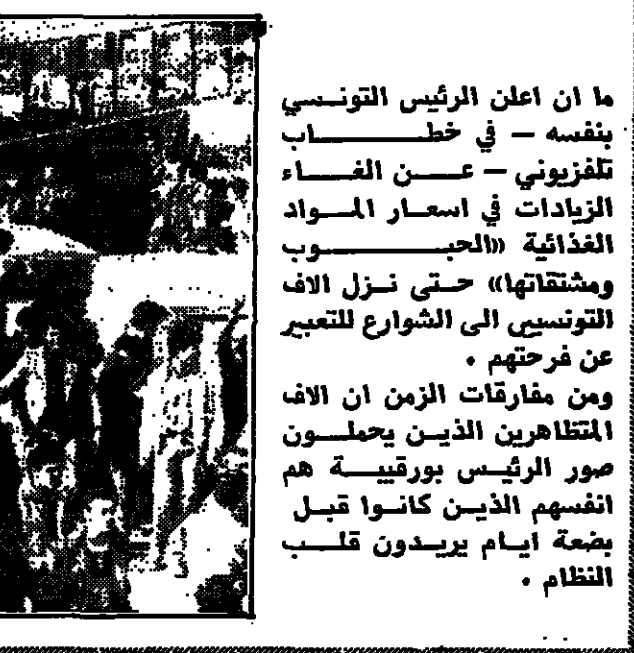 ما ان اعلن الرئيس التونسي
بنفسه — في خطاب
تلفزيوني — عن الغاء
الزيادات في اسعار المواد
الغذائية «الحبوب
ومشتقاتها» حتى نزل الاف
التونسيين الى الشوارع للتعبير
عن فرحتهم .
ومن مفارقات الزمن ان الاف
المتظاهرين الذين يحملون
صور الرئيس بورقيبة هم
انفسهم الذين كانوا قبل
بضعة ايام يريدون قلب
النظام .